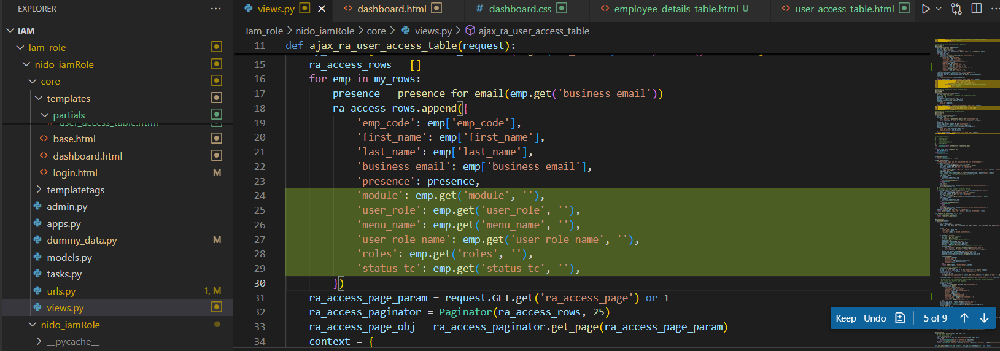 EXPLORER
IAM
Iam_role
nido_iamRole
core
templates
partials
user_access_table.html
base.html
dashboard.html
login.html M
templatetags
admin.py
apps.py
dummy_data.py M
models.py
tasks.py
urls.py 1, M
views.py
nido_iamRole
__pycache__
views.py dashboard.html dashboard.css employee_details_table.html U user_access_table.html
Iam_role > nido_iamRole > core > views.py > ajax_ra_user_access_table
11 def ajax_ra_user_access_table(request):
15 ra_access_rows = []
16 for emp in my_rows:
17 presence = presence_for_email(emp.get('business_email'))
18 ra_access_rows.append({
19 'emp_code': emp['emp_code'],
20 'first_name': emp['first_name'],
21 'last_name': emp['last_name'],
22 'business_email': emp['business_email'],
23 'presence': presence,
24 'module': emp.get('module', ''),
25 'user_role': emp.get('user_role', ''),
26 'menu_name': emp.get('menu_name', ''),
27 'user_role_name': emp.get('user_role_name', ''),
28 'roles': emp.get('roles', ''),
29 'status_tc': emp.get('status_tc', ''),
30 })
31 ra_access_page_param = request.GET.get('ra_access_page') or 1
32 ra_access_paginator = Paginator(ra_access_rows, 25)
33 ra_access_page_obj = ra_access_paginator.get_page(ra_access_page_param)
34 context = {
Keep Undo 5 of 9